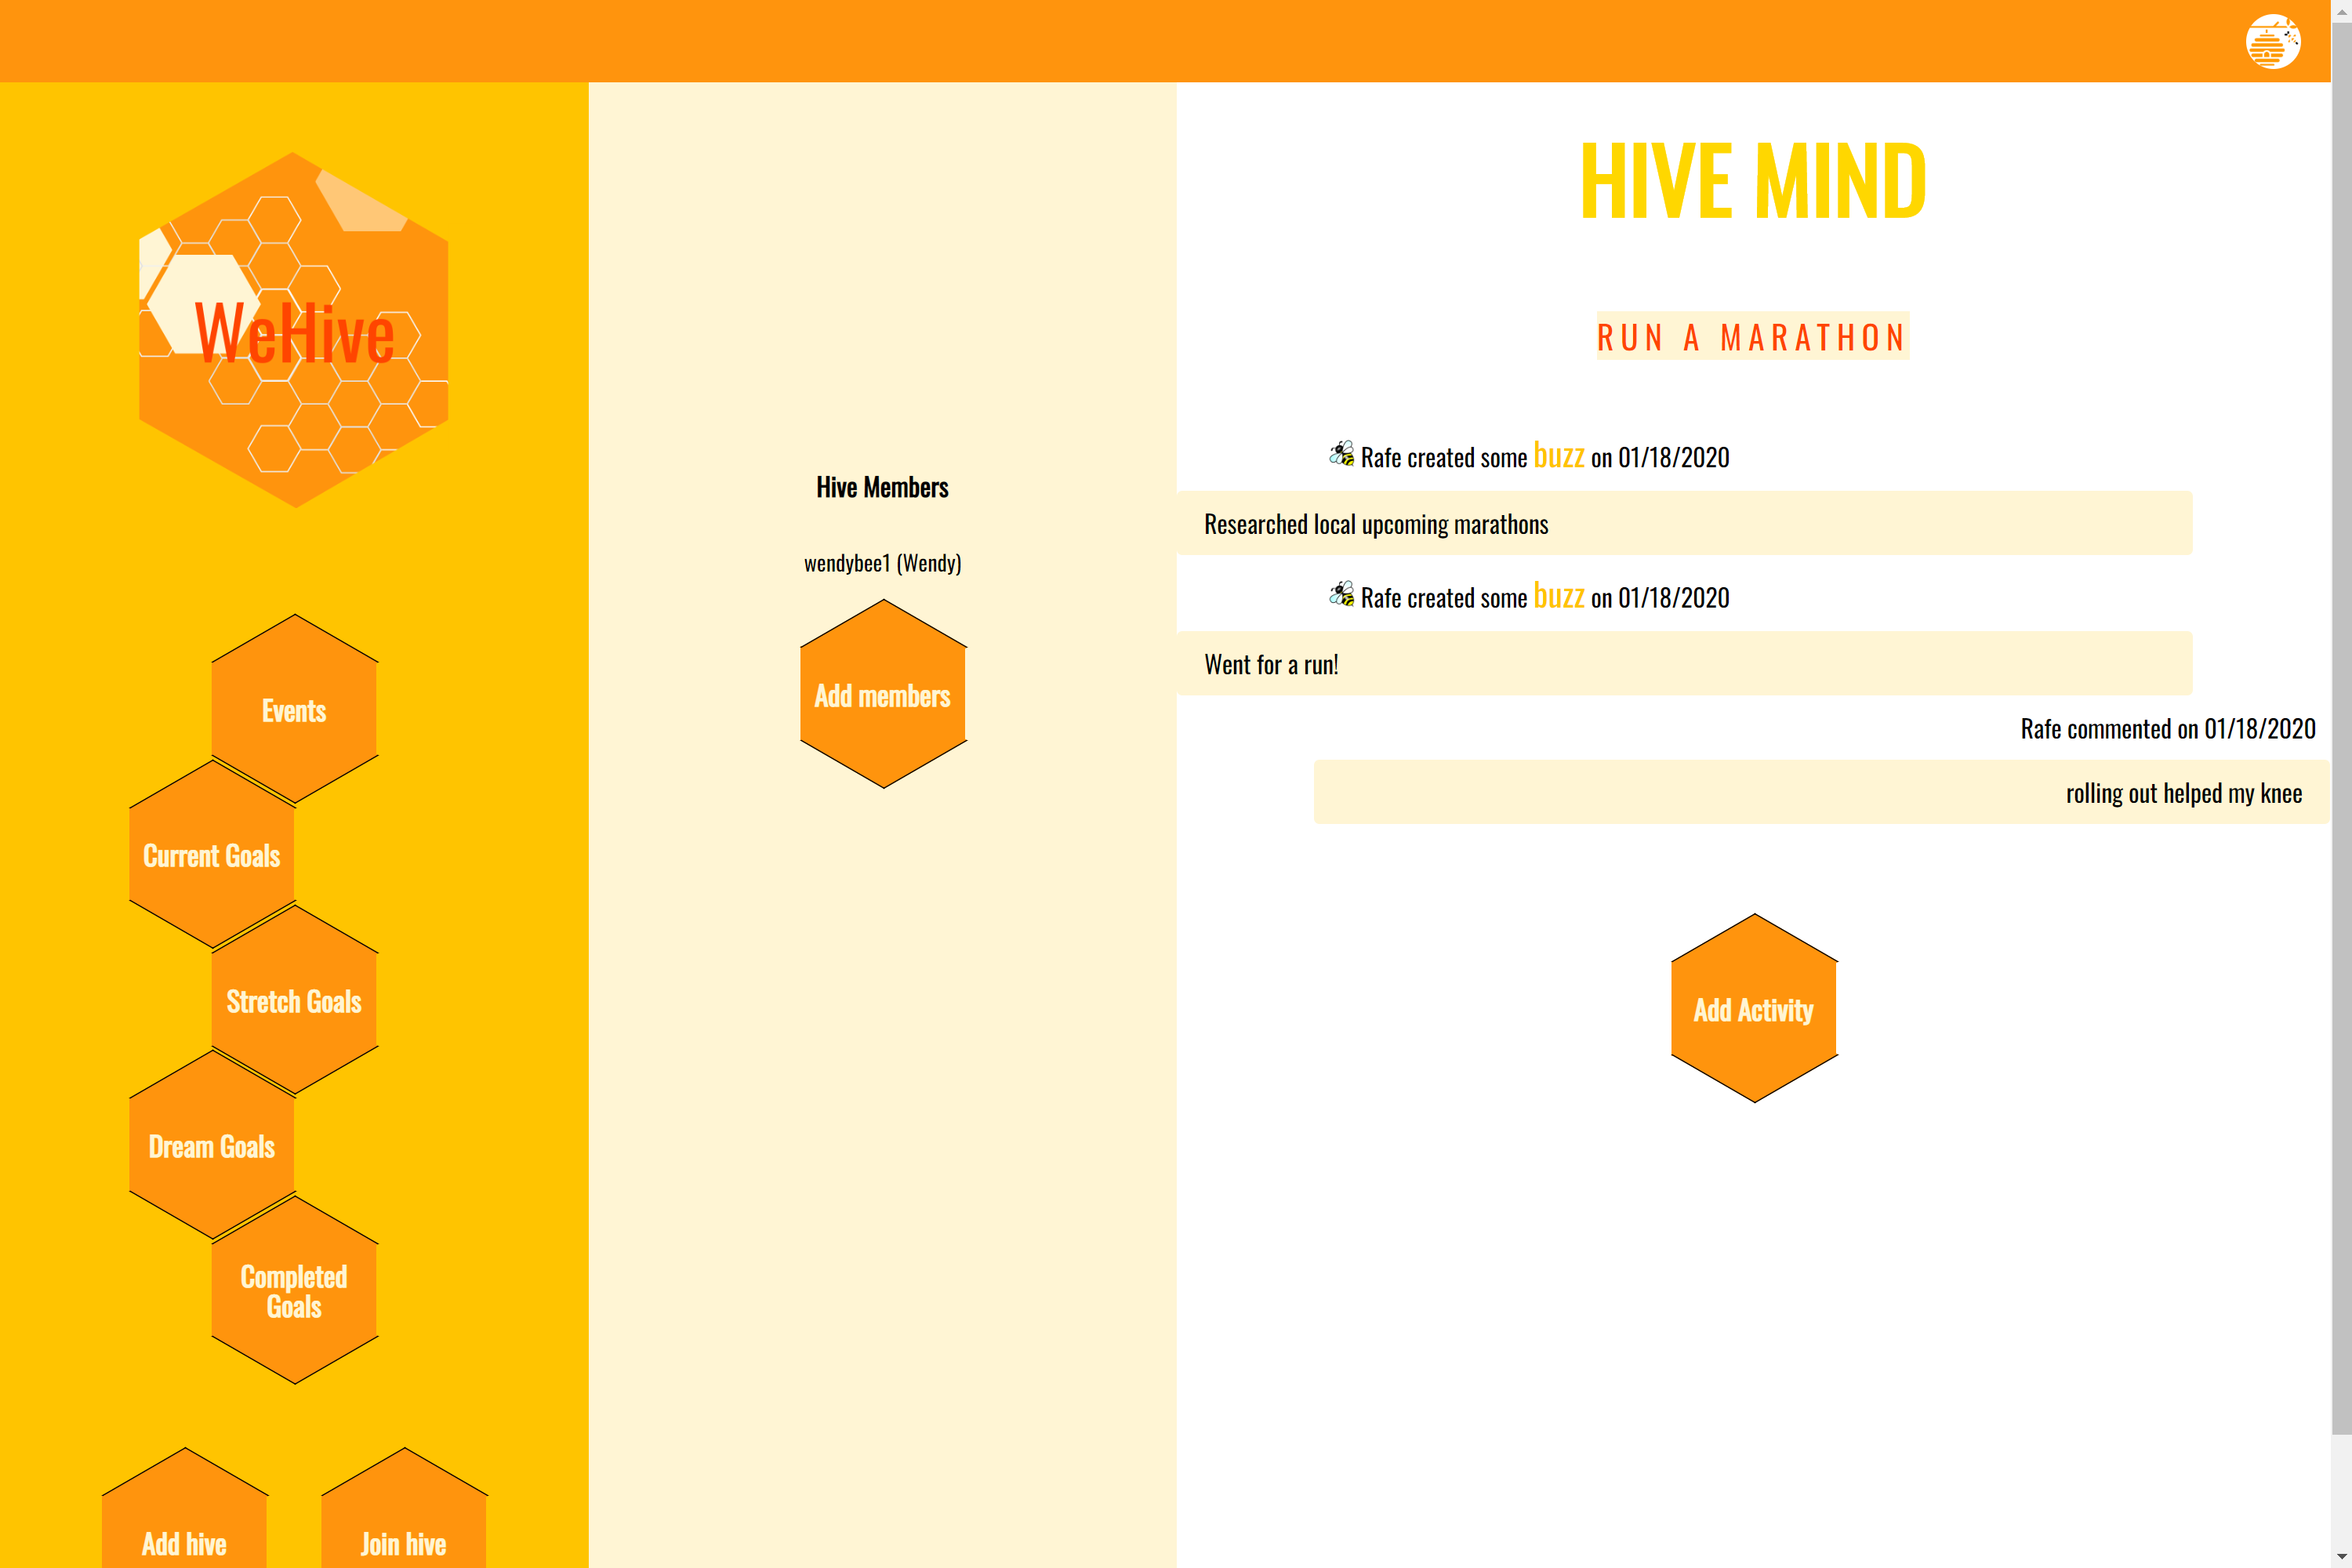 WeHive
Events
Current Goals
Stretch Goals
Dream Goals
Completed
Goals
Add hive
Join hive
Hive Members
wendybee1 (Wendy)
Add members
HIVE MIND
RUN A MARATHON
Rafe created some buzz on 01/18/2020
Researched local upcoming marathons
Rafe created some buzz on 01/18/2020
Went for a run!
Rafe commented on 01/18/2020
rolling out helped my knee
Add Activity